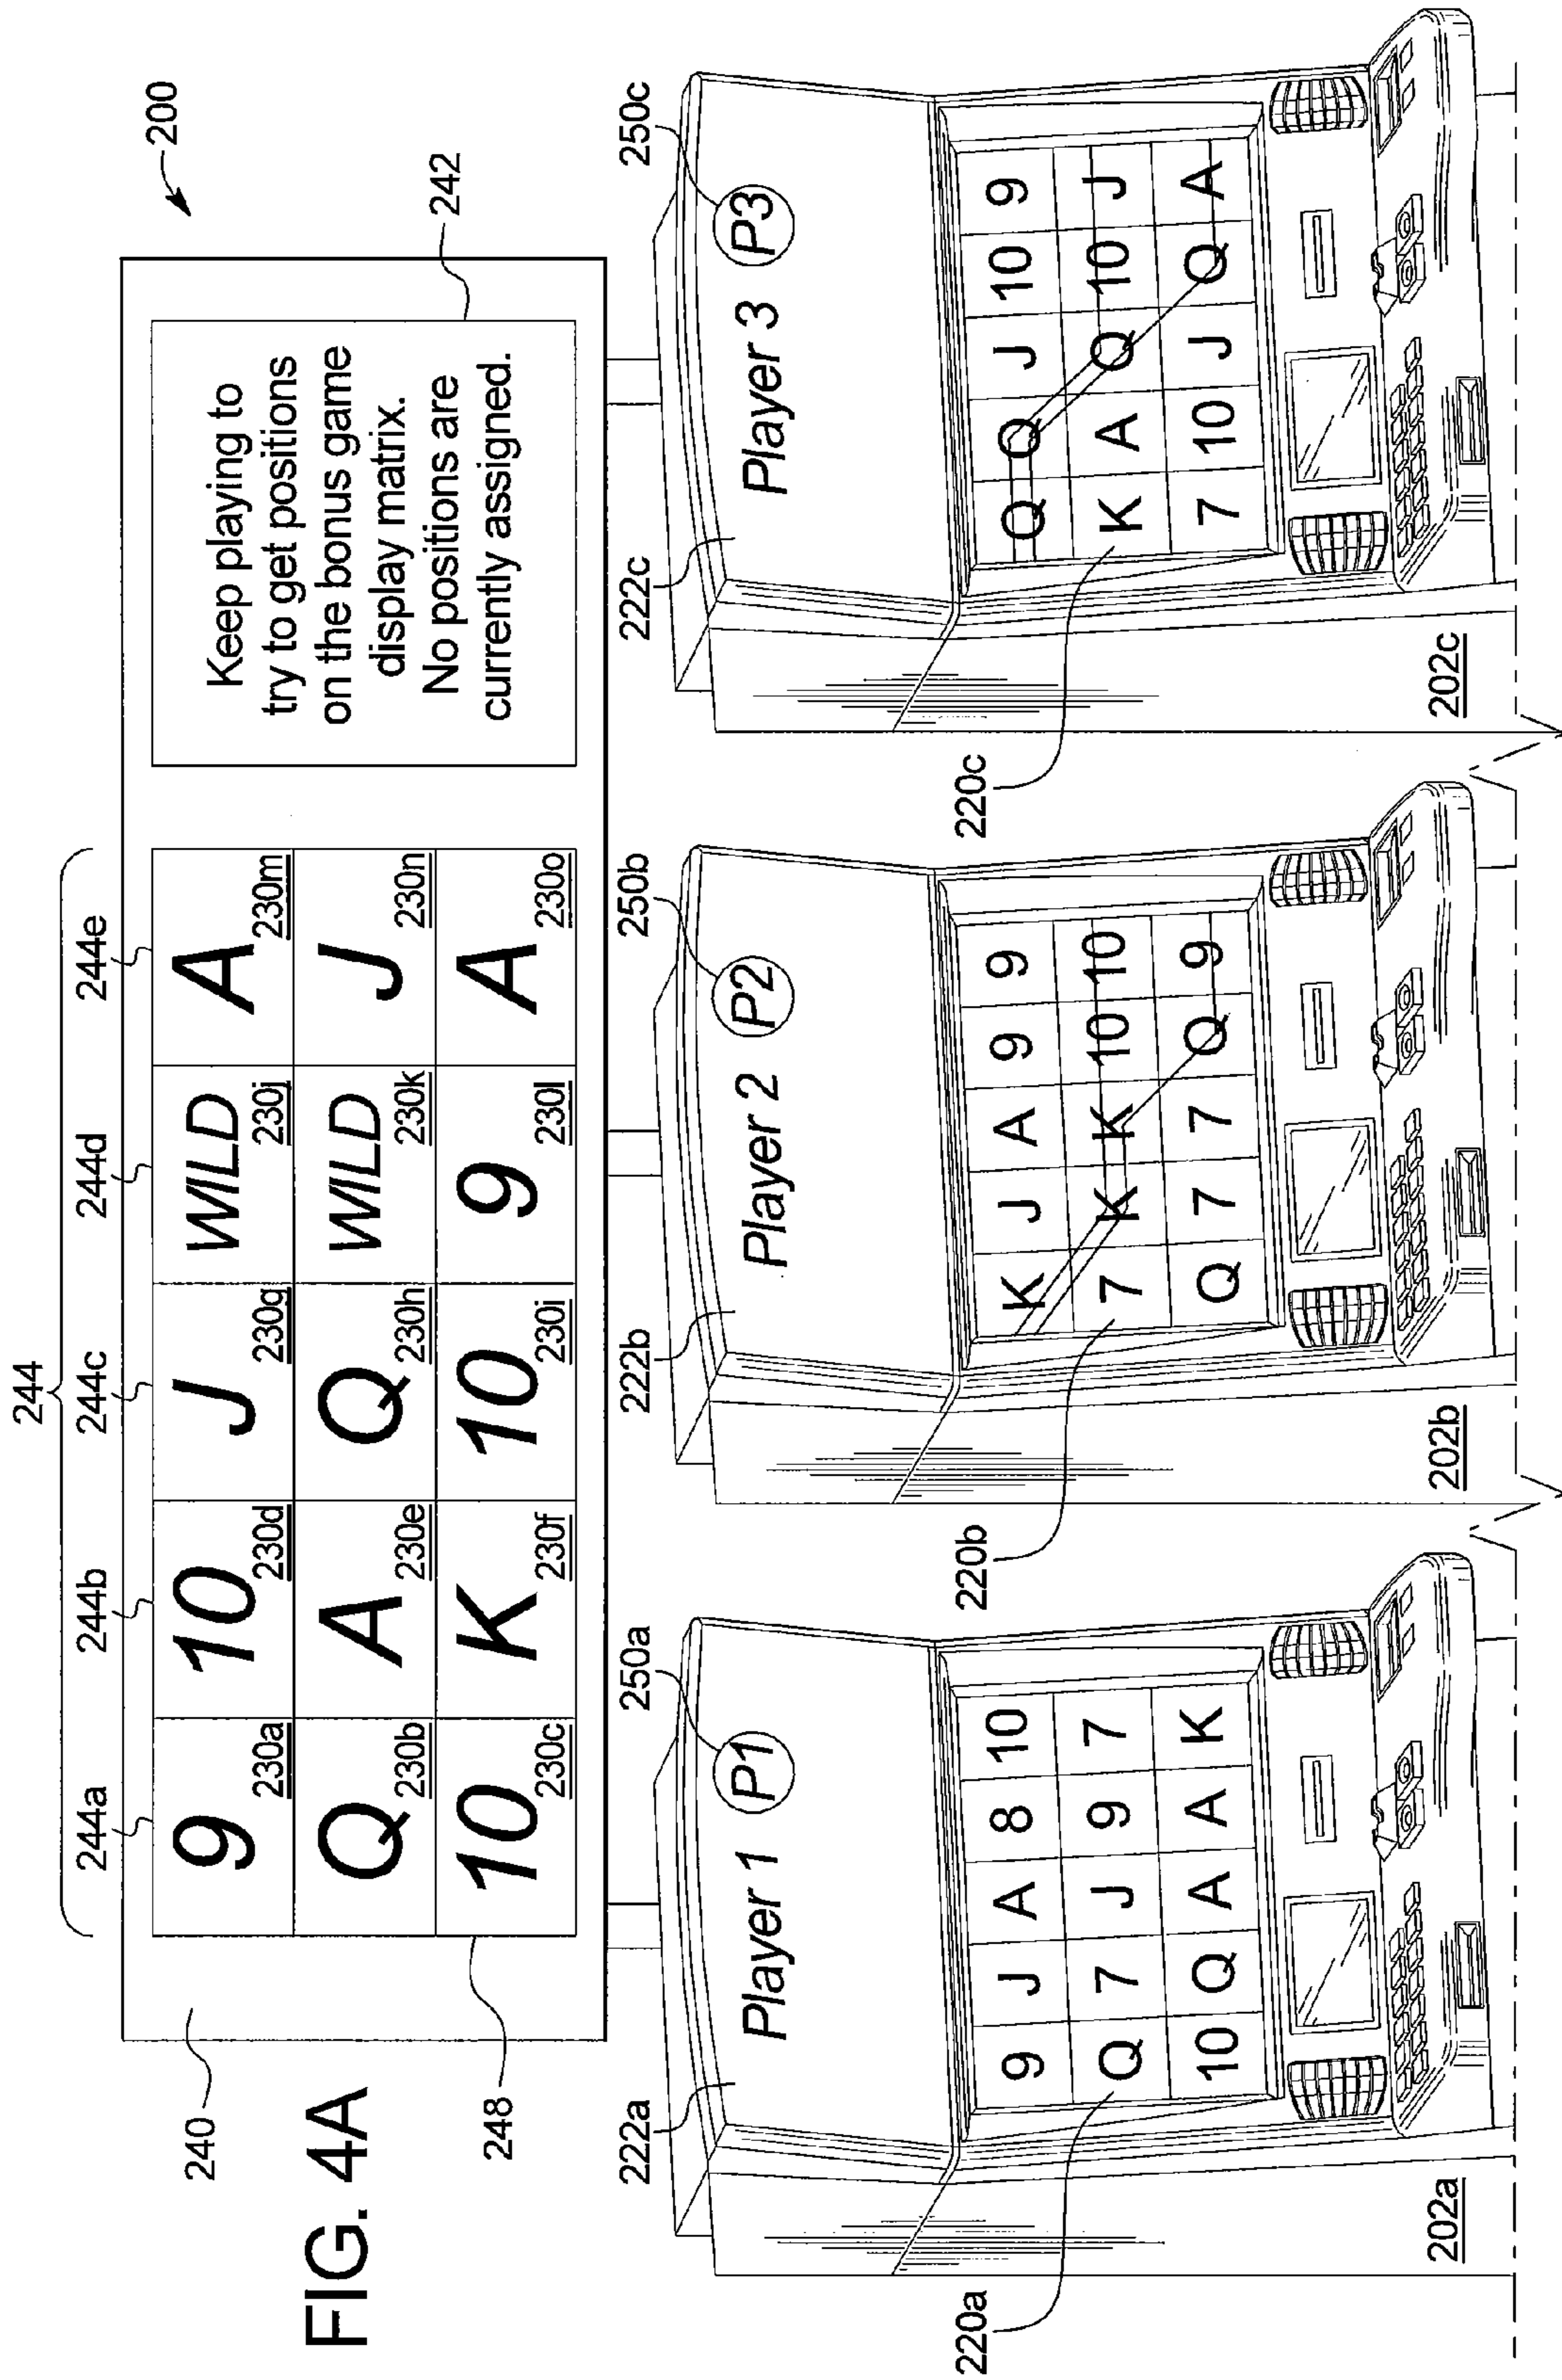 FIG. 4A
200
240
244
244a 244b 244c 244d 244e
9 230a 10 230d J 230g WILD 230j A 230m
Q 230b A 230e Q 230h WILD 230k J 230n
10 230c K 230f 10 230i 9 230l A 230o
248
242
Keep playing to
try to get positions
on the bonus game
display matrix.
No positions are
currently assigned.
222a 250a 222b 250b 222c 250c
Player 1 P1
9 J A 8 10
Q 7 J 9 7
10 Q A A K
220a
202a
Player 2 P2
K J A 9 9
7 K K 10 10
Q 7 7 Q 9
220b
202b
Player 3 P3
Q Q J 10 9
K A Q 10 J
7 10 J Q A
220c
202c